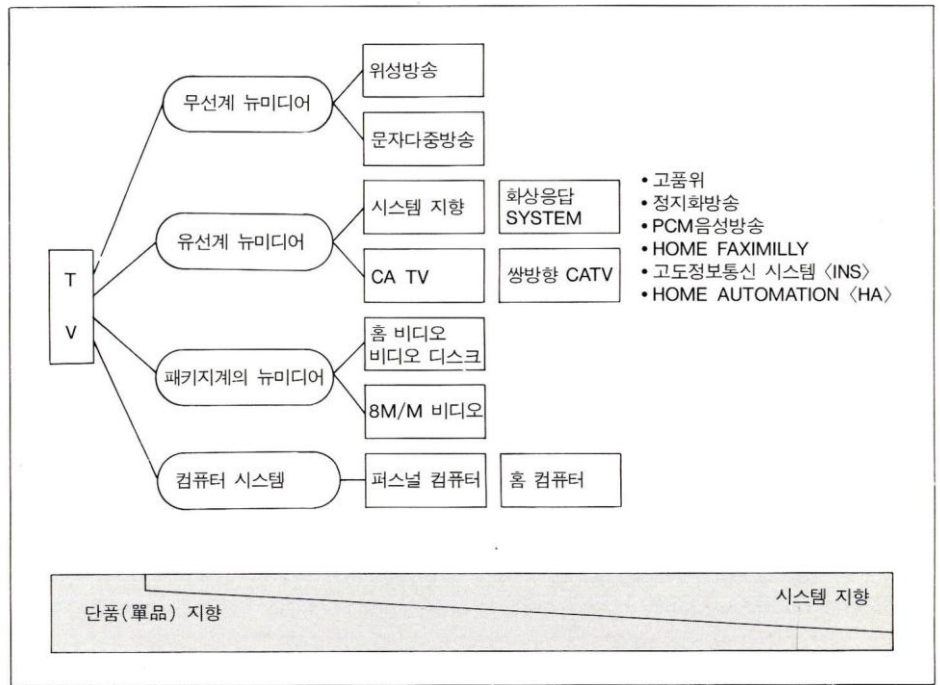 위성방송
무선계 뉴미디어
문자다중방송
시스템 지향
화상응답
SYSTEM
유선계 뉴미디어
CA TV
쌍방향 CATV
• 고품위
• 정지화방송
• PCM음성방송
• HOME FAXIMILLY
• 고도정보통신 시스템 〈INS〉
• HOME AUTOMATION 〈HA〉
T
V
홈 비디오
비디오 디스크
패키지계의 뉴미디어
8M/M 비디오
컴퓨터 시스템
퍼스널 컴퓨터
홈 컴퓨터
단품(單品) 지향
시스템 지향